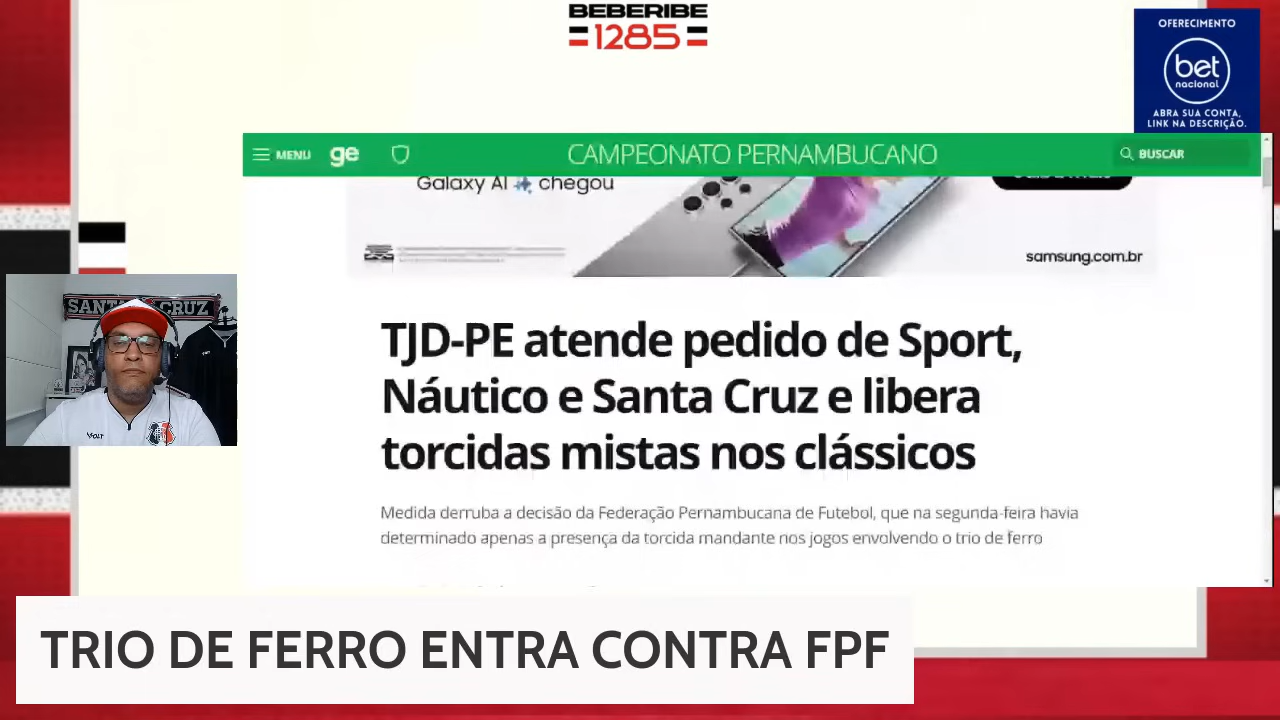 BEBERIBE
1285
OFERECIMENTO
bet
nacional
ABRA SUA CONTA,
LINK NA DESCRIÇÃO.
MENU
ge
CAMPEONATO PERNAMBUCANO
BUSCAR
Galaxy AI chegou
samsung.com.br
SANTA CRUZ
TJD-PE atende pedido de Sport,
Náutico e Santa Cruz e libera
torcidas mistas nos clássicos
Medida derruba a decisão da Federação Pernambucana de Futebol, que na segunda-feira havia
determinado apenas a presença da torcida mandante nos jogos envolvendo o trio de ferro
VOLT
TRIO DE FERRO ENTRA CONTRA FPF